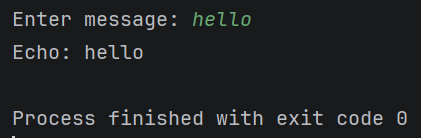 Enter message: hello
Echo: hello
Process finished with exit code 0